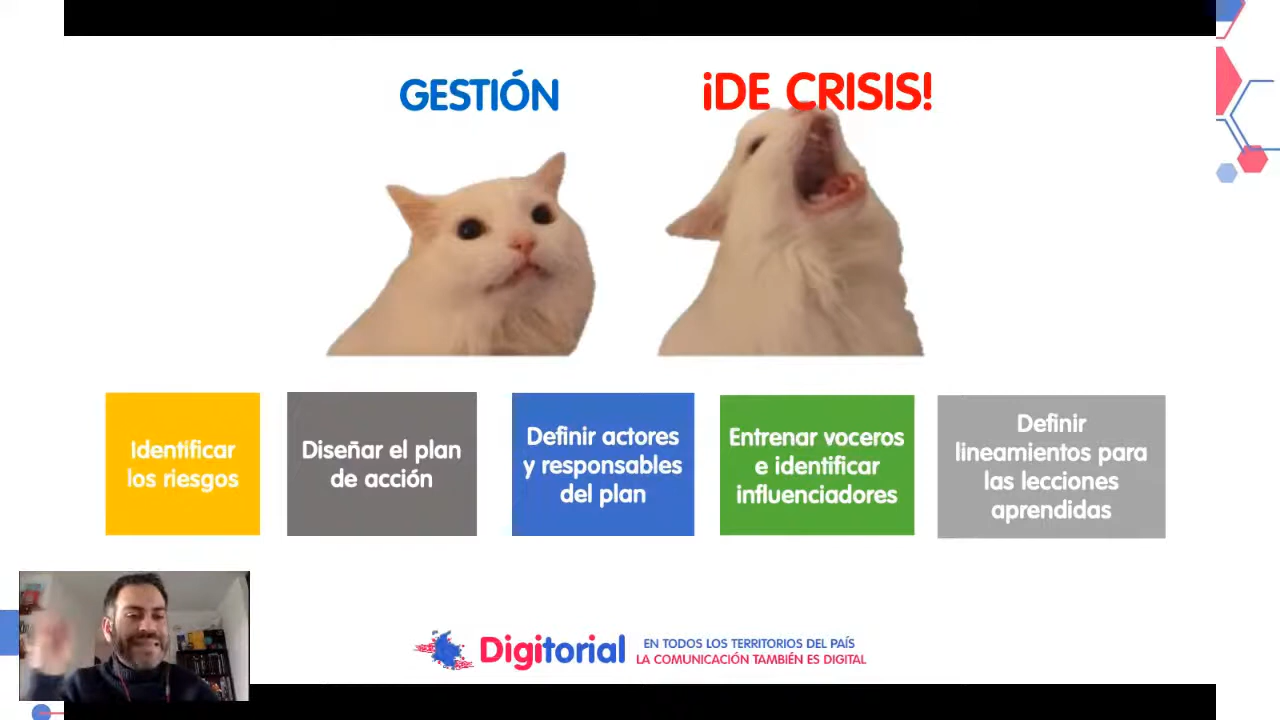 GESTIÓN
¡DE CRISIS!
Identificar
los riesgos
Diseñar el plan
de acción
Definir actores
y responsables
del plan
Entrenar voceros
e identificar
influenciadores
Definir
lineamientos para
las lecciones
aprendidas
Digitorial
EN TODOS LOS TERRITORIOS DEL PAÍS
LA COMUNICACIÓN TAMBIÉN ES DIGITAL